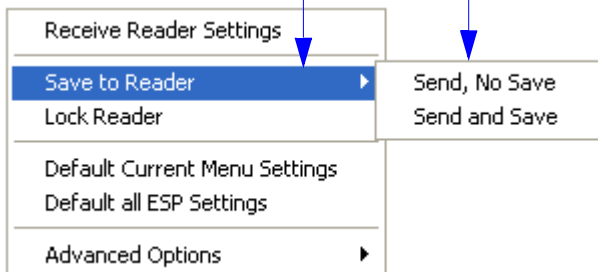 Receive Reader Settings
Save to Reader
Send, No Save
Lock Reader
Send and Save
Default Current Menu Settings
Default all ESP Settings
Advanced Options